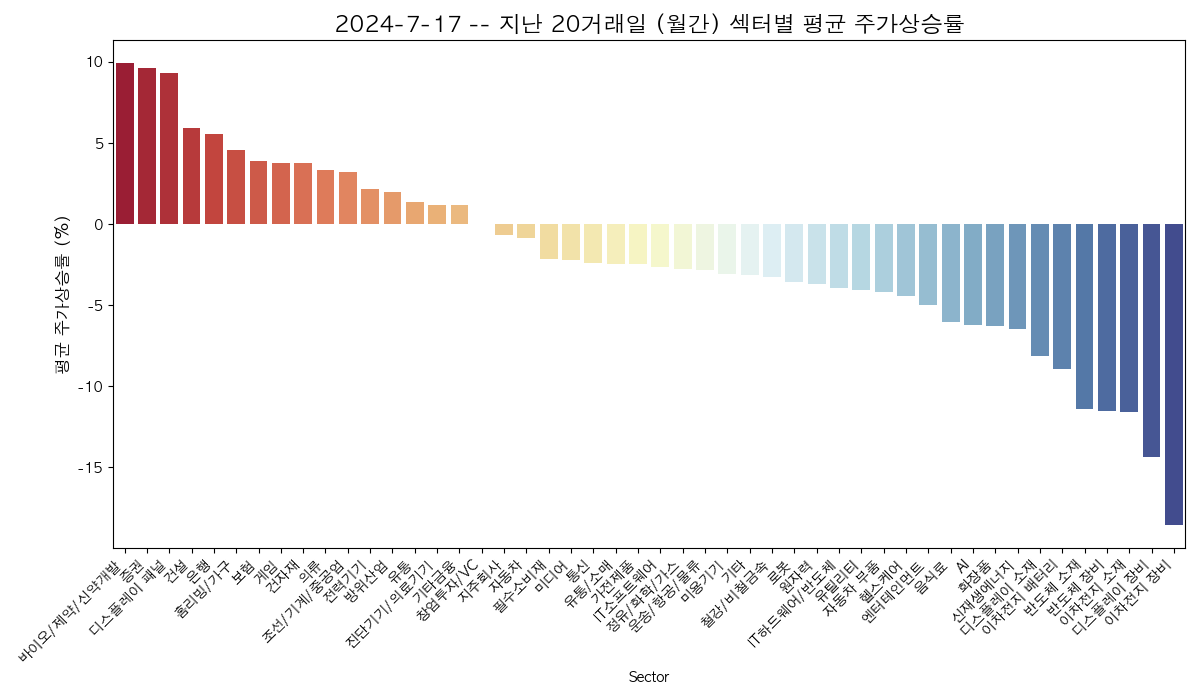 2024-7-17 -- 지난 20거래일 (월간) 섹터별 평균 주가상승률
평균 주가상승률 (%)
10
5
0
-5
-10
-15
바이오/제약/신약개발
증권
디스플레이 패널
건설
은행
홈리빙/가구
보험
게임
건자재
의류
조선/기계/중공업
전력기기
방위산업
유통
진단기기/의료기기
기타금융
창업투자/VC
지주회사
자동차
필수소비재
미디어
통신
유통/소매
가전제품
IT소프트웨어
정유/화학/가스
운송/항공/물류
미용기기
기타
철강/비철금속
로봇
원자력
IT하드웨어/반도체
유틸리티
자동차 부품
헬스케어
엔터테인먼트
음식료
AI
화장품
신재생에너지
디스플레이 소재
이차전지 배터리
반도체 소재
반도체 장비
이차전지 소재
디스플레이 장비
이차전지 장비
Sector